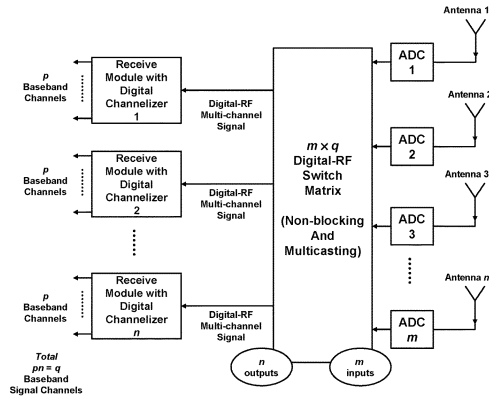 Antenna 1
ADC
1
Receive
Module with
Digital
Channelizer
1
p
Baseband
Channels
Digital-RF
Multi-channel
Signal
m × q
Digital-RF
Switch
Matrix
(Non-blocking
And
Multicasting)
Antenna 2
ADC
2
Receive
Module with
Digital
Channelizer
2
p
Baseband
Channels
Digital-RF
Multi-channel
Signal
Antenna 3
ADC
3
Antenna n
ADC
m
Receive
Module with
Digital
Channelizer
n
p
Baseband
Channels
Digital-RF
Multi-channel
Signal
Total
pn = q
Baseband
Signal Channels
n
outputs
m
inputs